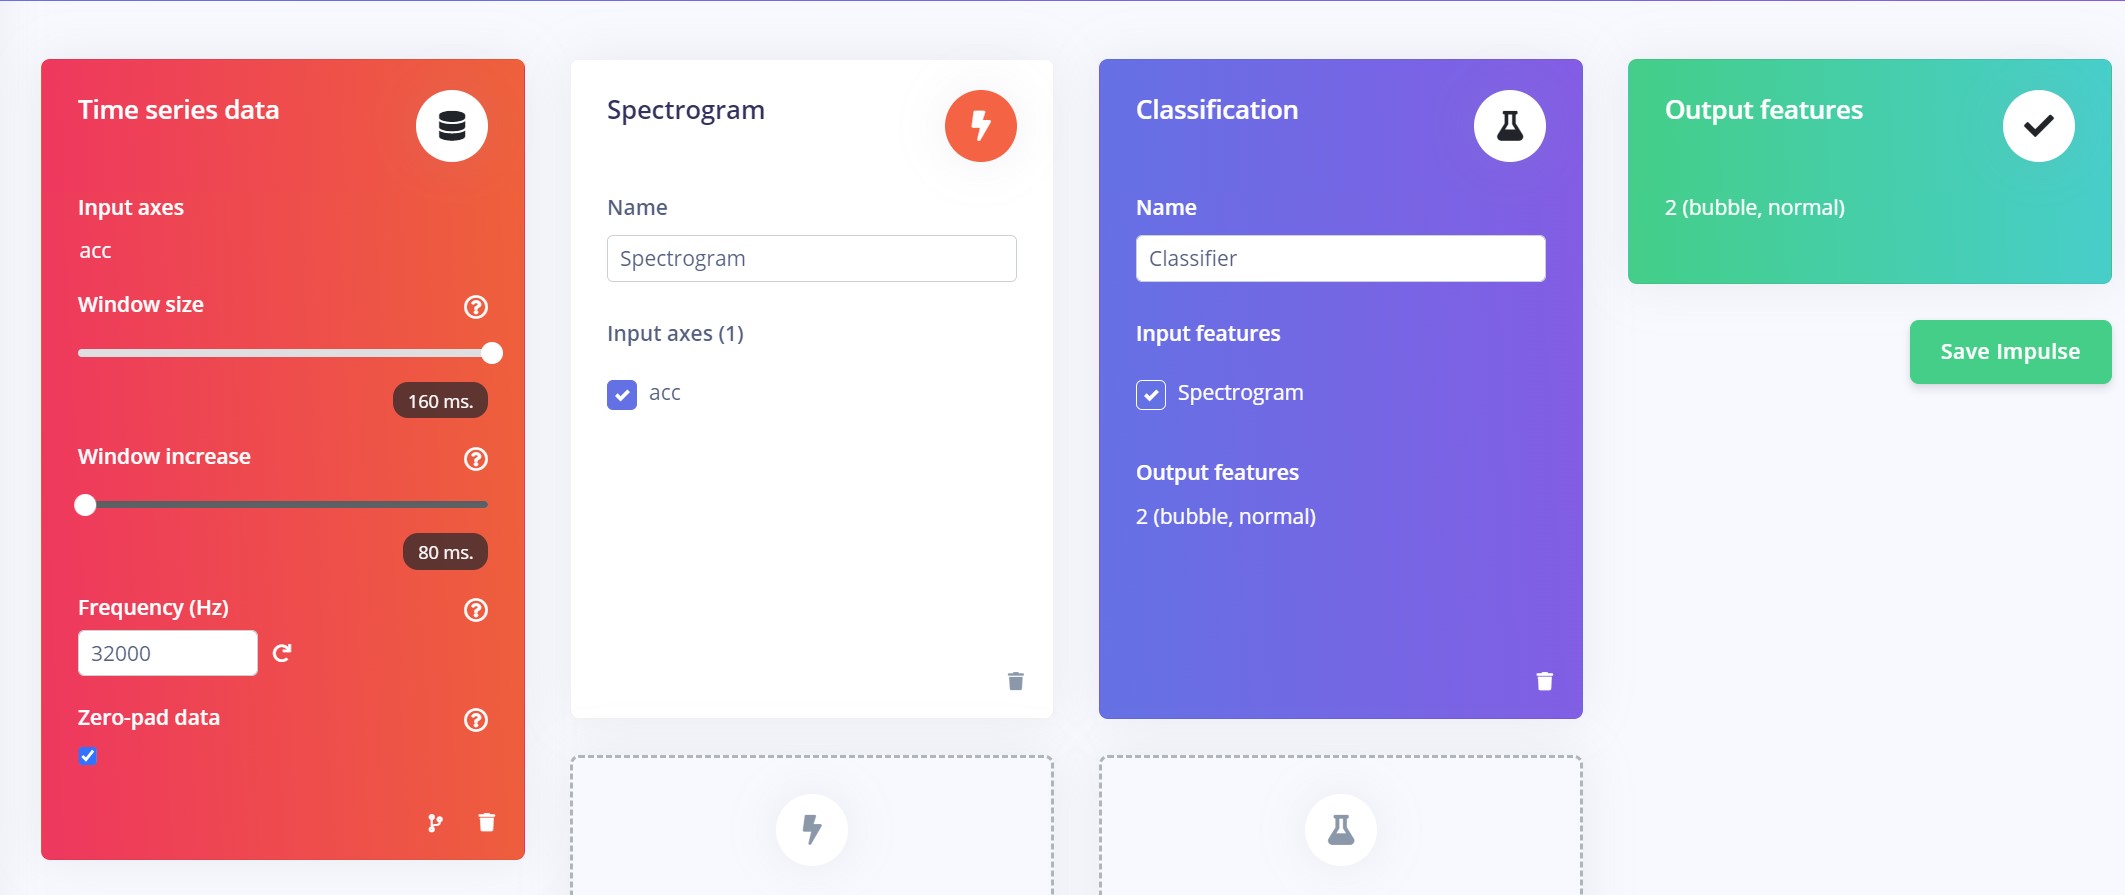 Time series data
Input axes
acc
Window size
160 ms.
Window increase
80 ms.
Frequency (Hz)
32000
Zero-pad data
Spectrogram
Name
Spectrogram
Input axes (1)
acc
Classification
Name
Classifier
Input features
Spectrogram
Output features
2 (bubble, normal)
Output features
2 (bubble, normal)
Save Impulse